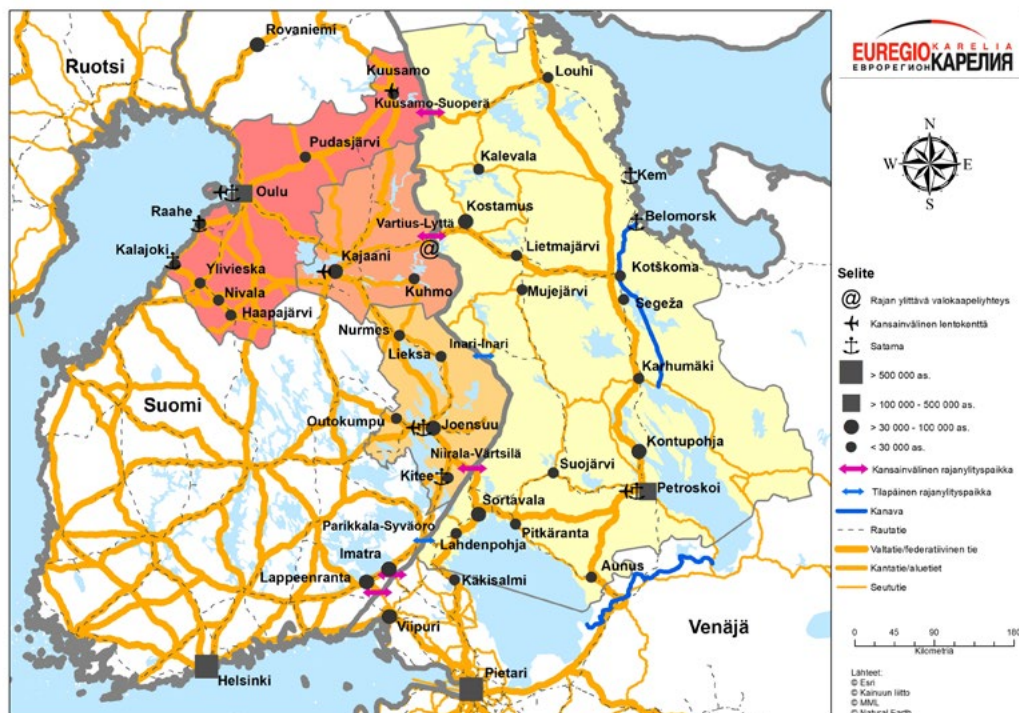 Rovaniemi
Ruotsi
Kuusamo
Kuusamo-Suoperä
Louhi
Pudasjärvi
Kalevala
Kem
Oulu
Kostamus
Belomorsk
Raahe
Vartius-Lyttä
@
Kalajoki
Kajaani
Lietmajärvi
Kotškoma
Ylivieska
Kuhmo
Mujejärvi
Segeža
Nivala
Haapajärvi
Nurmes
Inari-Inari
Lieksa
Karhumäki
Suomi
Outokumpu
Joensuu
Kontupohja
Niirala-Värtsilä
Suojärvi
Kitee
Petroskoi
Sortavala
Parikkala-Syväoro
Pitkäranta
Lahdenpohja
Imatra
Lappeenranta
Käkisalmi
Aunus
Viipuri
Venäjä
Pietari
Helsinki
EUREGIO KARELIA
ЕВРОРЕГИОН КАРЕЛИЯ
N
W E
S
Selite
@ Rajan ylittävä valokaapeliyhteys
Kansainvälinen lentokenttä
Satama
> 500 000 as.
> 100 000 - 500 000 as.
> 30 000 - 100 000 as.
< 30 000 as.
Kansainvälinen rajanylityspaikka
Tilapäinen rajanylityspaikka
Kanava
Rautatie
Valtatie/federatiivinen tie
Kantatie/aluetiet
Seututie
0 45 90 180
Kilometriä
Lähteet:
© Esri
© Kainuun liitto
© MML
© Natural Earth